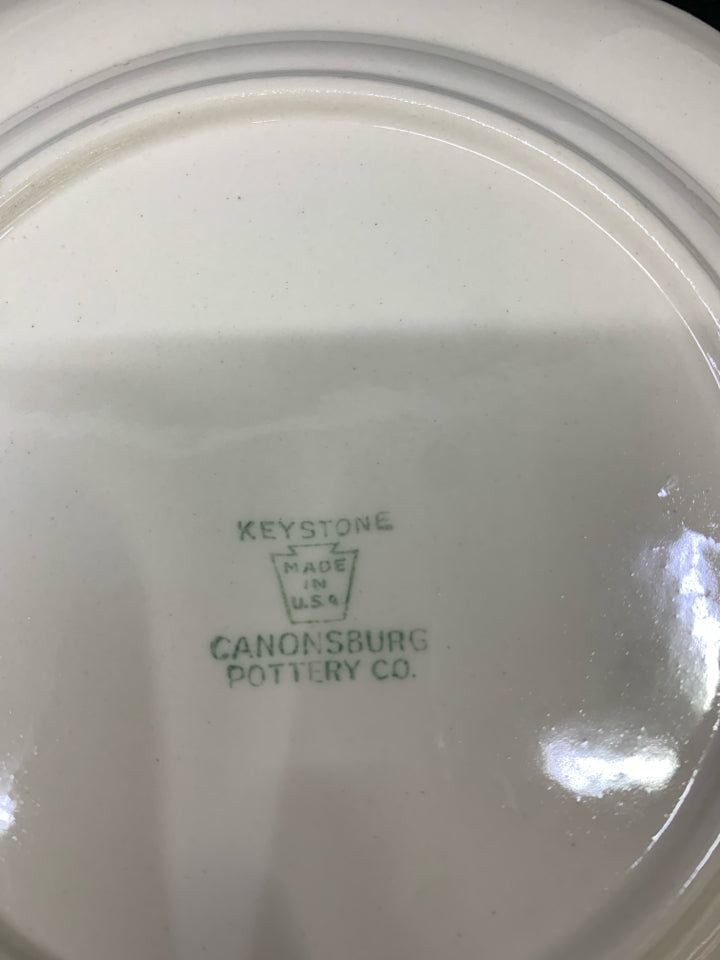 KEYSTONE
MADE
IN
U.S.A
CANONSBURG
POTTERY CO.